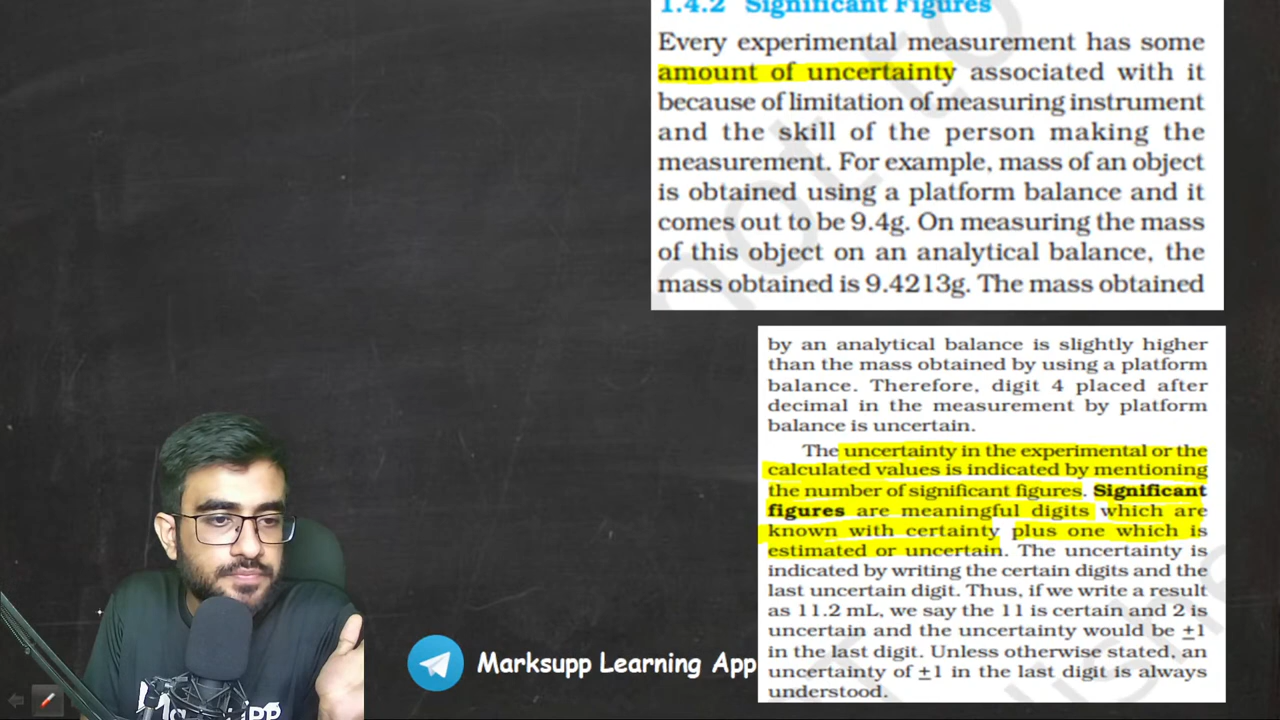 1.4.2 Significant Figures
Every experimental measurement has some
amount of uncertainty associated with it
because of limitation of measuring instrument
and the skill of the person making the
measurement. For example, mass of an object
is obtained using a platform balance and it
comes out to be 9.4g. On measuring the mass
of this object on an analytical balance, the
mass obtained is 9.4213g. The mass obtained
by an analytical balance is slightly higher
than the mass obtained by using a platform
balance. Therefore, digit 4 placed after
decimal in the measurement by platform
balance is uncertain.
The uncertainty in the experimental or the
calculated values is indicated by mentioning
the number of significant figures. Significant
figures are meaningful digits which are
known with certainty plus one which is
estimated or uncertain. The uncertainty is
indicated by writing the certain digits and the
last uncertain digit. Thus, if we write a result
as 11.2 mL, we say the 11 is certain and 2 is
uncertain and the uncertainty would be ±1
in the last digit. Unless otherwise stated, an
uncertainty of ±1 in the last digit is always
understood.
Marksupp Learning App